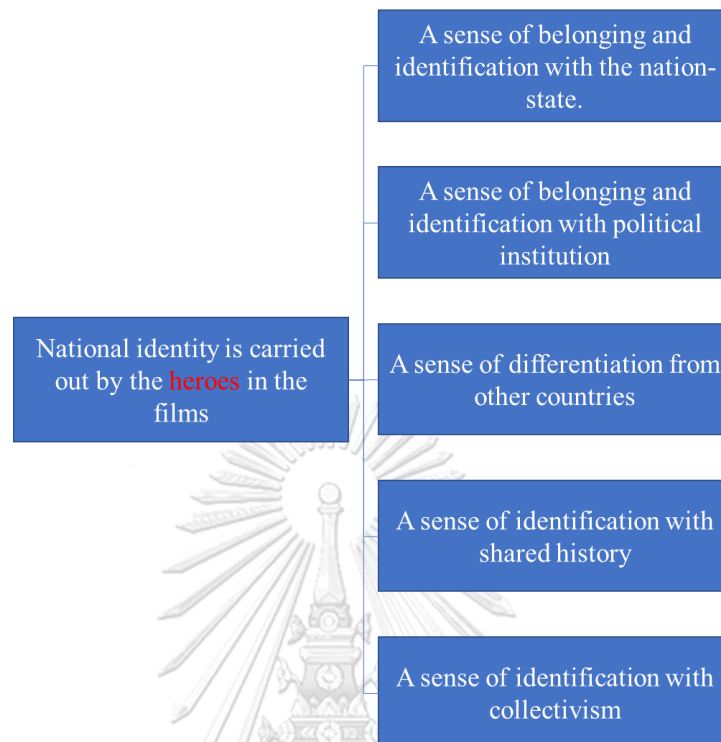 A sense of belonging and
identification with the nation-
state.
A sense of belonging and
identification with political
institution
National identity is carried
out by the heroes in the
films
A sense of differentiation from
other countries
A sense of identification with
shared history
A sense of identification with
collectivism